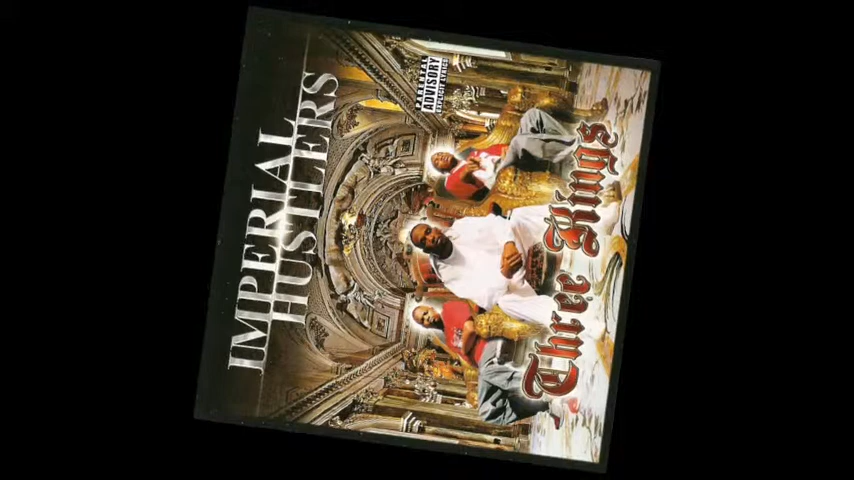 IMPERIAL
HUSTLERS
PARENTAL
ADVISORY
EXPLICIT LYRICS
Three Kings